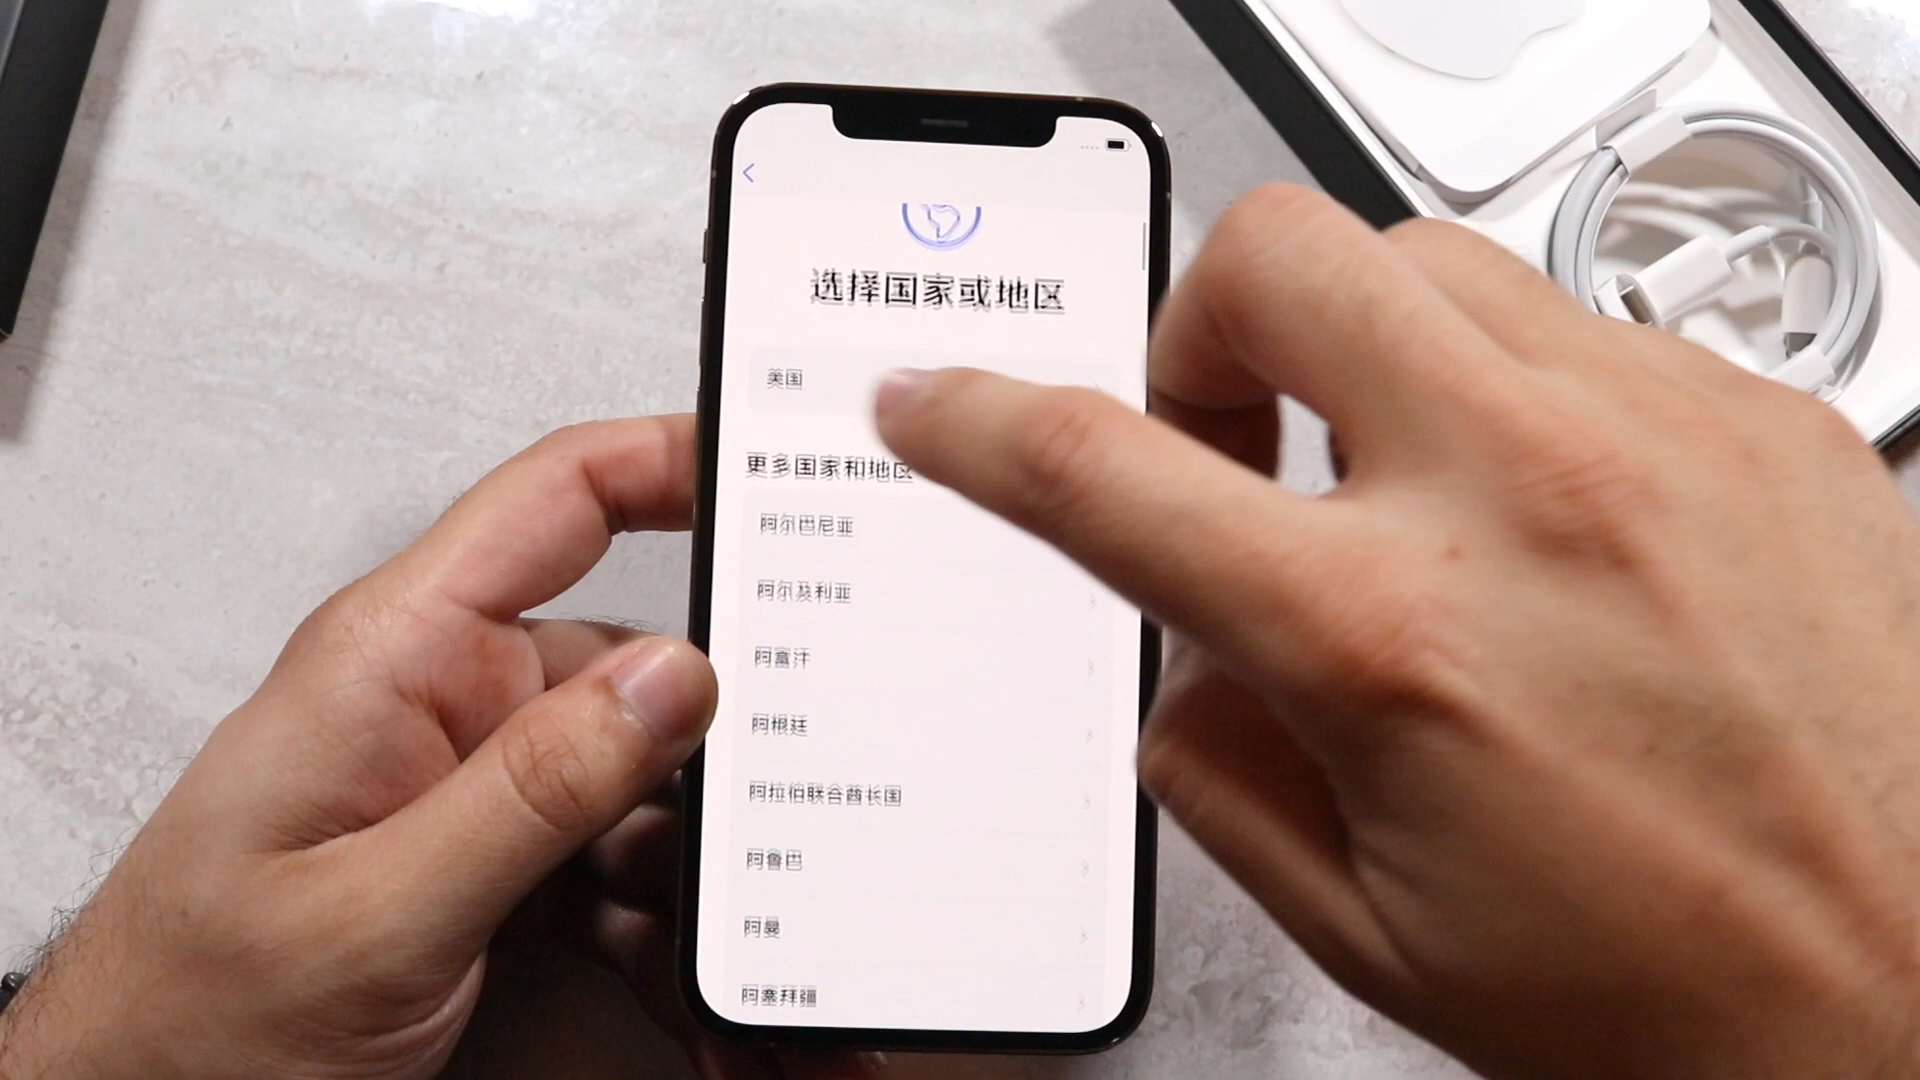 选择国家或地区
美国
更多国家和地区
阿尔巴尼亚
阿尔及利亚
阿富汗
阿根廷
阿拉伯联合酋长国
阿鲁巴
阿曼
阿塞拜疆